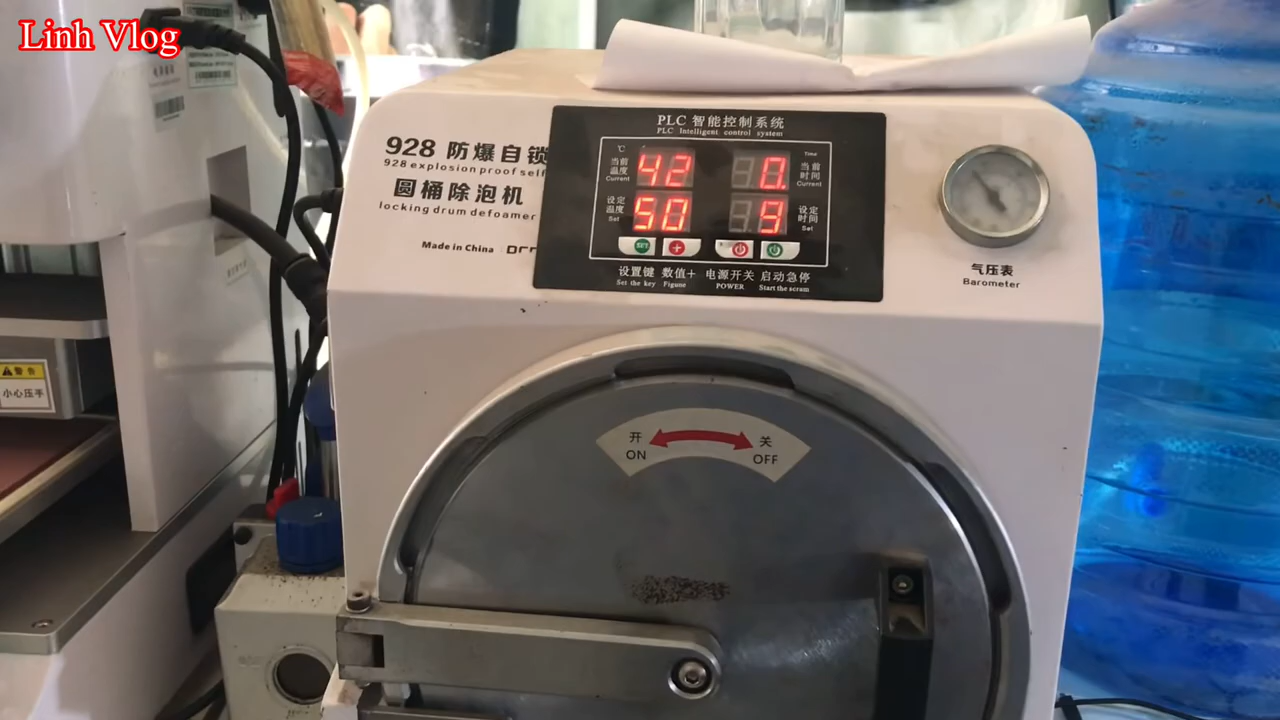 Linh Vlog
PLC 智能控制系统
PLC Intelligent control system
928 防爆自锁
928 explosion proof self
圆桶除泡机
locking drum defoamer
Made in China
℃
当前
温度
Current
42
0.
Time
当前
时间
Current
设定
温度
Set
50
9
设定
时间
Set
SET
+
设置键 数值+ 电源开关 启动急停
Set the key Figune POWER Start the scram
气压表
Barometer
开 关
ON OFF
警告
小心压手